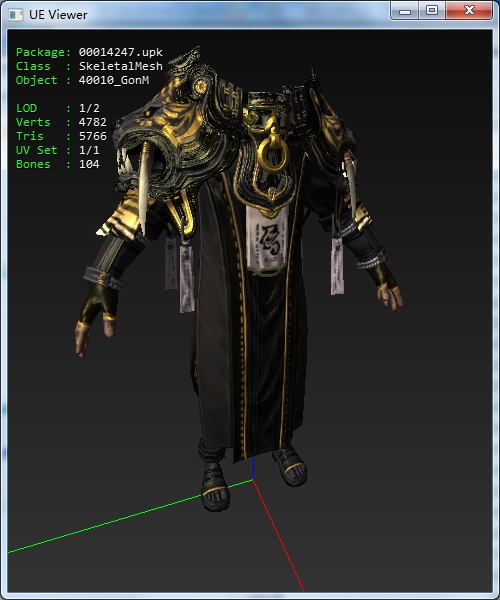 UE Viewer
Package: 00014247.upk
Class : SkeletalMesh
Object : 40010_GonM
LOD : 1/2
Verts : 4782
Tris : 5766
UV Set : 1/1
Bones : 104